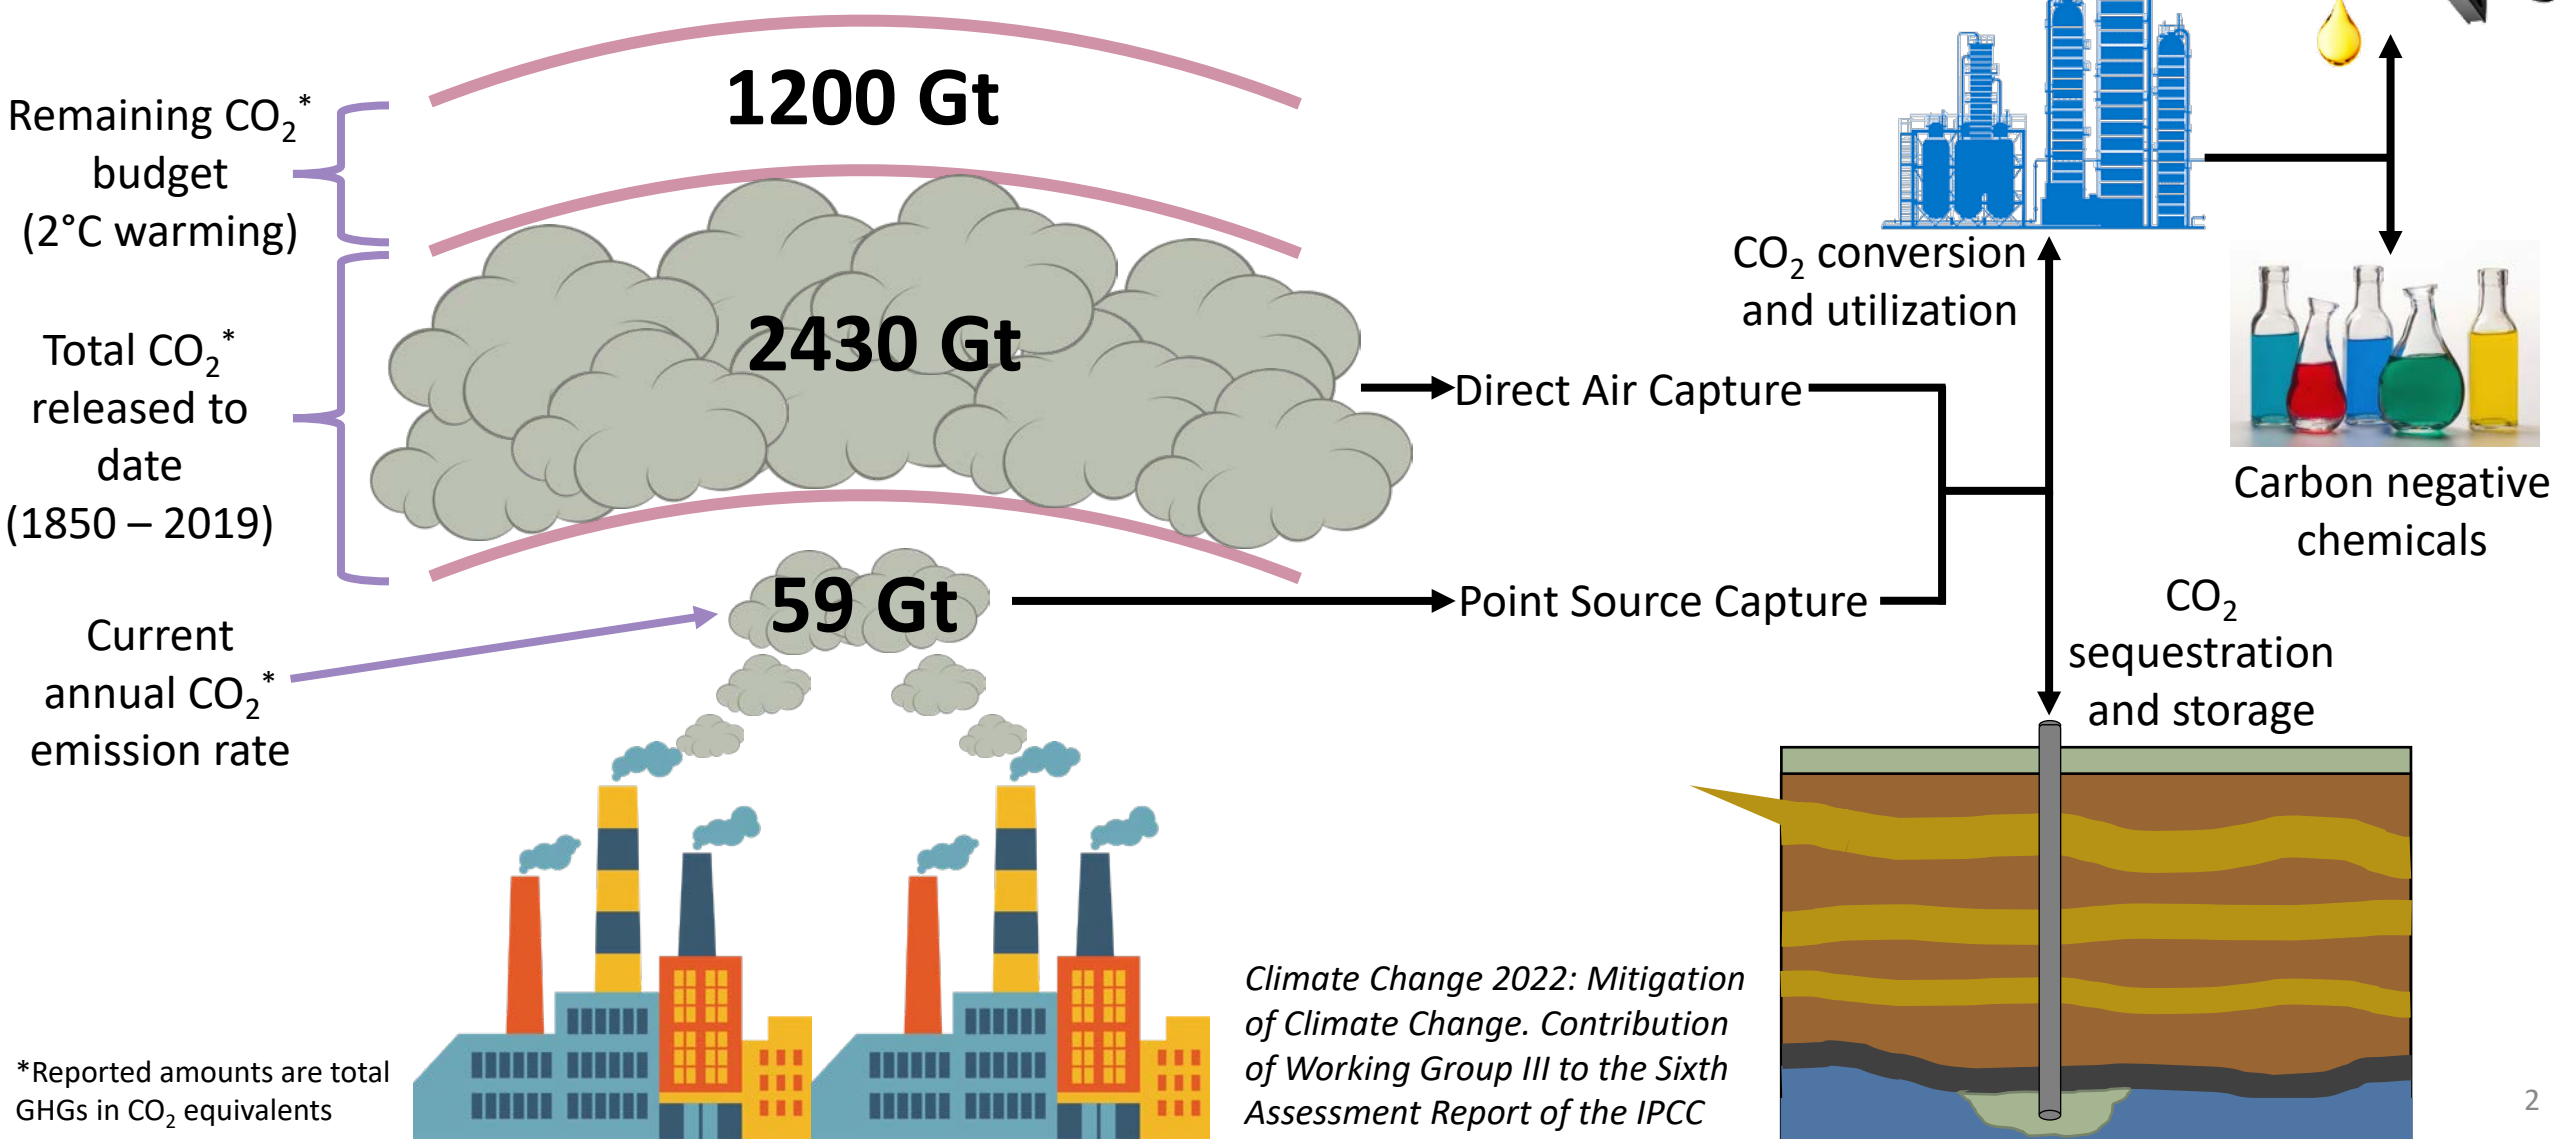 1200 Gt
Remaining CO₂*
budget
(2°C warming)
2430 Gt
Total CO₂*
released to
date
(1850 – 2019)
59 Gt
Current
annual CO₂*
emission rate
Direct Air Capture
Point Source Capture
CO₂ conversion
and utilization
Carbon negative
chemicals
CO₂
sequestration
and storage
*Reported amounts are total
GHGs in CO₂ equivalents
Climate Change 2022: Mitigation
of Climate Change. Contribution
of Working Group III to the Sixth
Assessment Report of the IPCC
2